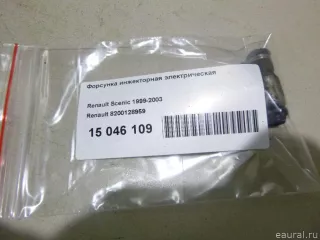 Форсунка инжекторная электрическая
Renault Scenic 1999-2003
Renault 8200128959
15 046 109
eaural.ru